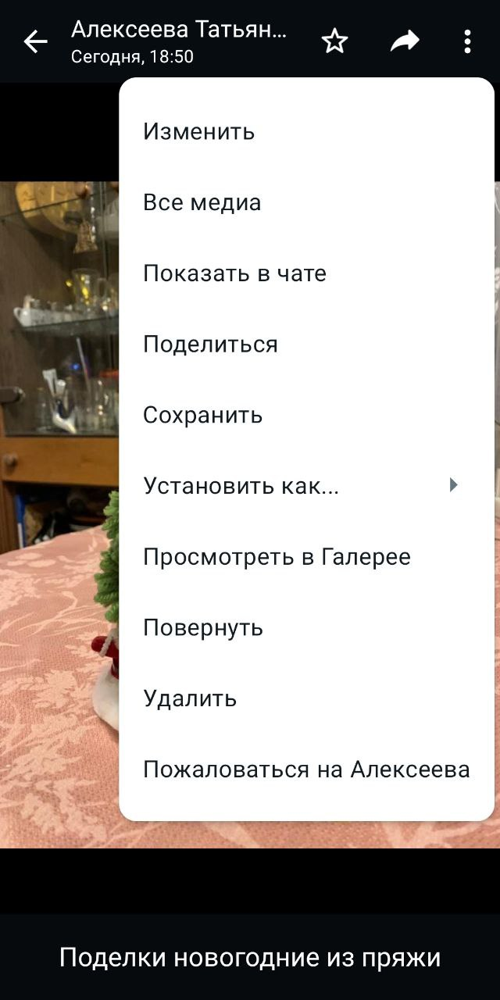 Алексеева Татьян...
Сегодня, 18:50
Изменить
Все медиа
Показать в чате
Поделиться
Сохранить
Установить как...
Просмотреть в Галерее
Повернуть
Удалить
Пожаловаться на Алексеева
Поделки новогодние из пряжи